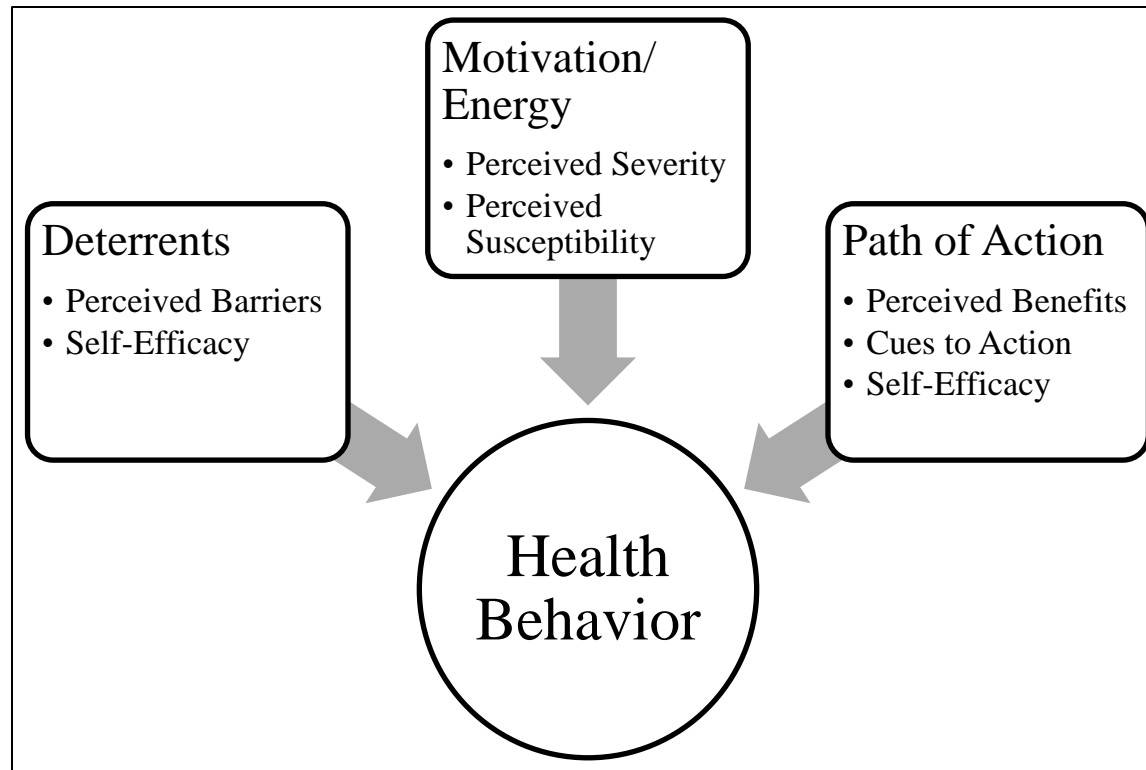 Motivation/
Energy
• Perceived Severity
• Perceived
Susceptibility
Deterrents
• Perceived Barriers
• Self-Efficacy
Path of Action
• Perceived Benefits
• Cues to Action
• Self-Efficacy
Health
Behavior